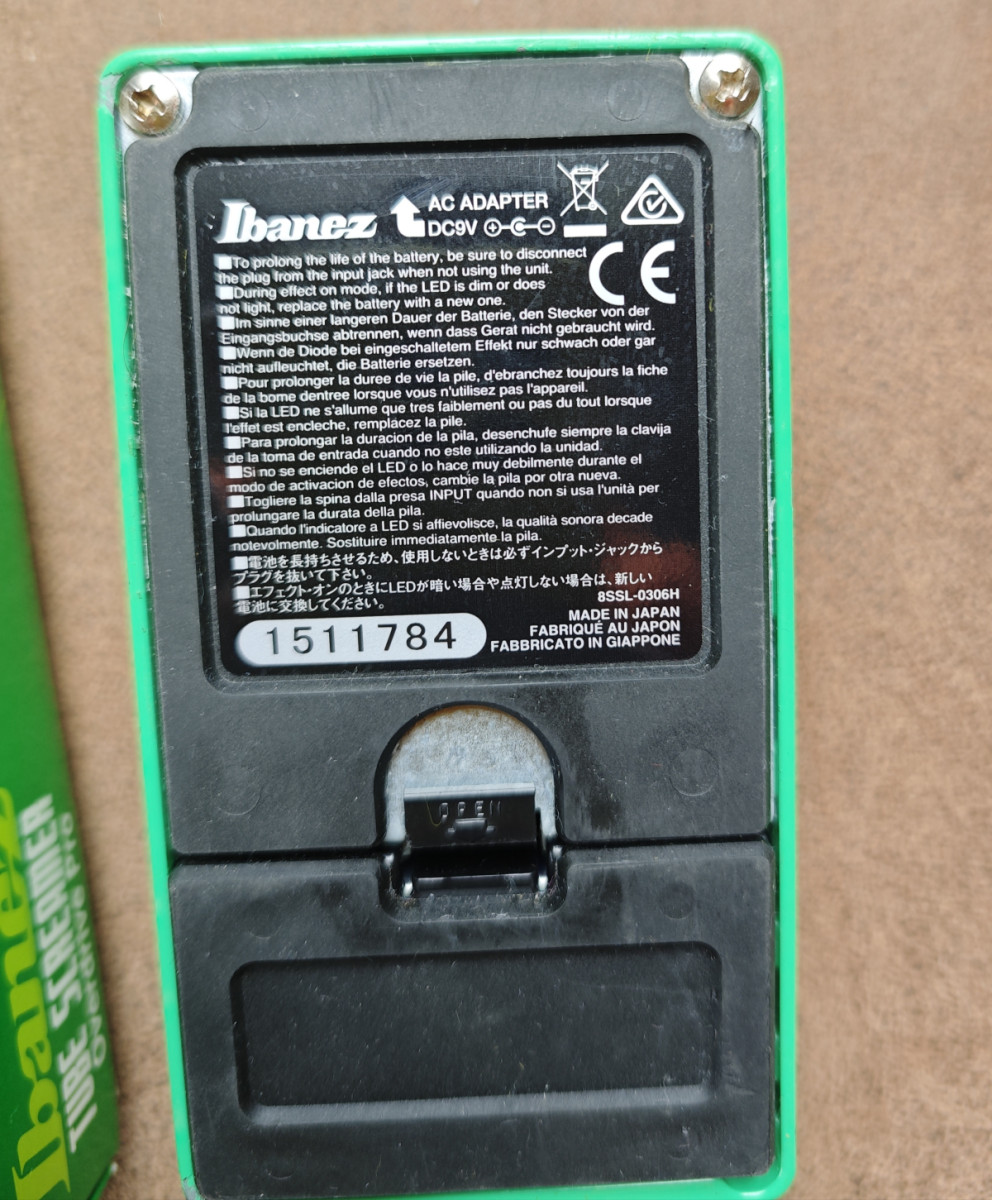 Ibanez
AC ADAPTER
DC9V
CE
■To prolong the life of the battery, be sure to disconnect
the plug from the input jack when not using the unit.
■During effect on mode, if the LED is dim or does
not light, replace the battery with a new one.
■Im sinne einer langeren Dauer der Batterie, den Stecker von der
Eingangsbuchse abtrennen, wenn dass Gerat nicht gebraucht wird.
■Wenn de Diode bei eingeschaltetem Effekt nur schwach oder gar
nicht aufleuchtet, die Batterie ersetzen.
■Pour prolonger la duree de vie la pile, d'ebranchez toujours la fiche
de la borne dentree lorsque vous n'utilizez pas l'appareil.
■Si la LED ne s'allume que tres faiblement ou pas du tout lorsque
l'effet est encleche, remplacez la pile.
■Para prolongar la duracion de la pila, desenchufe siempre la clavija
de la toma de entrada cuando no este utilizando la unidad.
■Si no se enciende el LED o lo hace muy debilmente durante el
modo de activacion de efectos, cambie la pila por otra nueva.
■Togliere la spina dalla presa INPUT quando non si usa l'unità per
prolungare la durata della pila.
■Quando l'indicatore a LED si affievolisce, la qualità sonora decade
notevolmente. Sostituire immediatamente la pila.
■電池を長持ちさせるため、使用しないときは必ずインプット・ジャックから
プラグを抜いて下さい。
■エフェクト・オンのときにLEDが暗い場合や点灯しない場合は、新しい
電池に交換してください。
8SSL-0306H
MADE IN JAPAN
FABRIQUÉ AU JAPON
FABBRICATO IN GIAPPONE
1511784
OPEN
Ibanez
TUBE SCREAMER
OVERDRIVE PRO